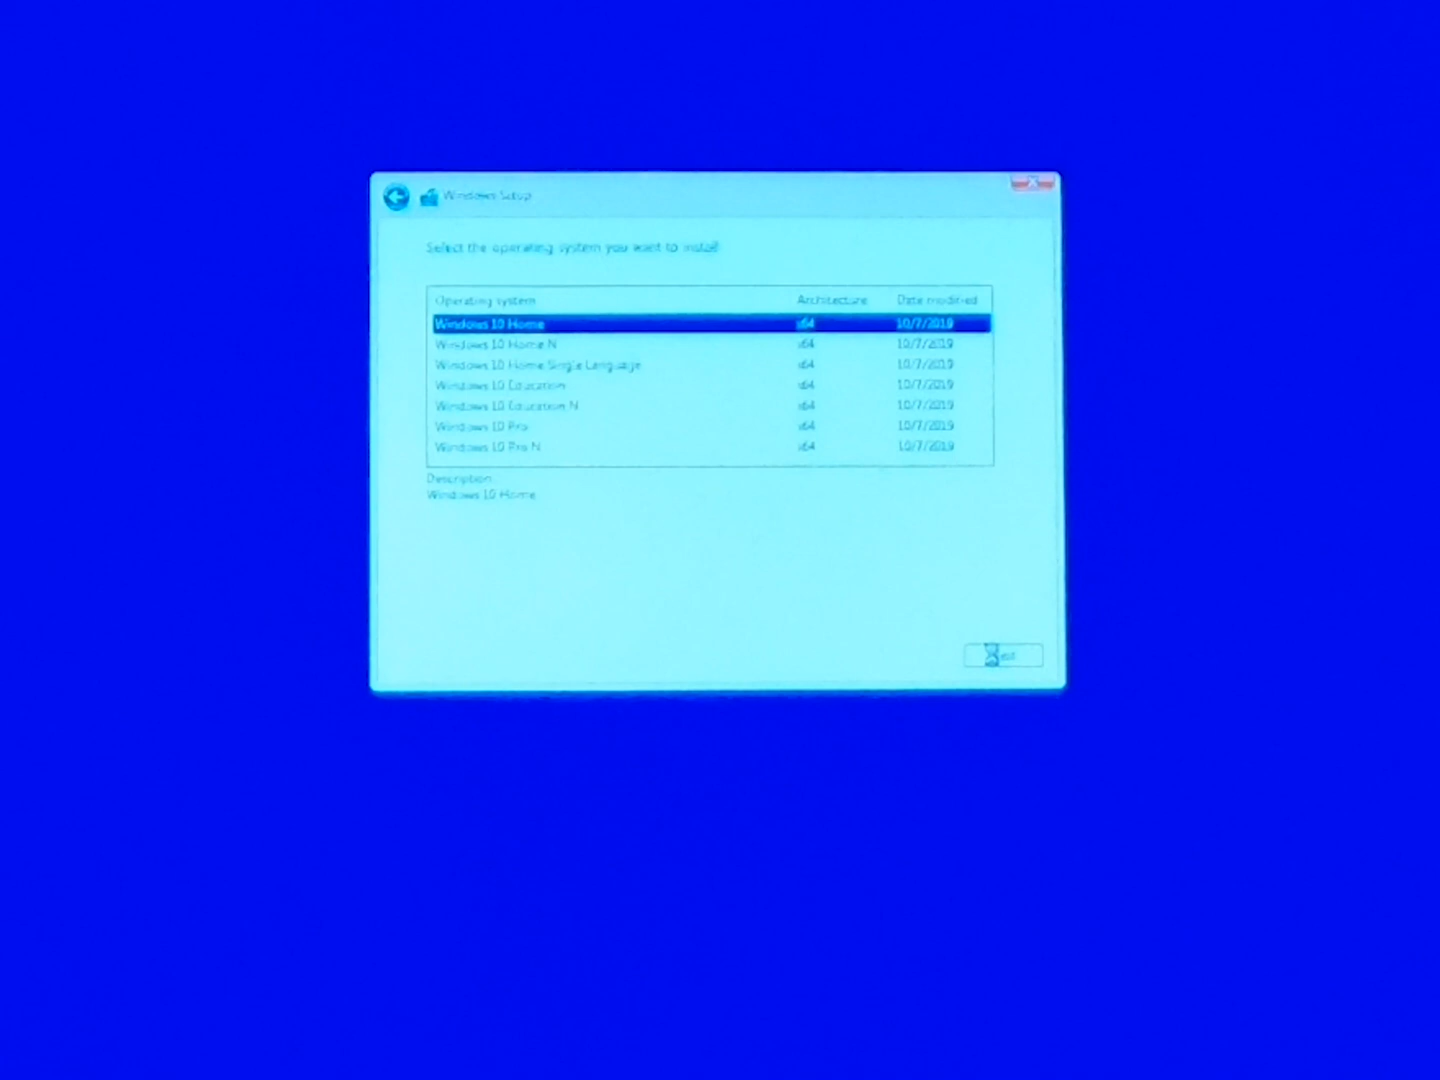 Windows Setup
Select the operating system you want to install
Operating system Architecture Date modified
Windows 10 Home x64 10/7/2019
Windows 10 Home N x64 10/7/2019
Windows 10 Home Single Language x64 10/7/2019
Windows 10 Education x64 10/7/2019
Windows 10 Education N x64 10/7/2019
Windows 10 Pro x64 10/7/2019
Windows 10 Pro N x64 10/7/2019
Description
Windows 10 Home